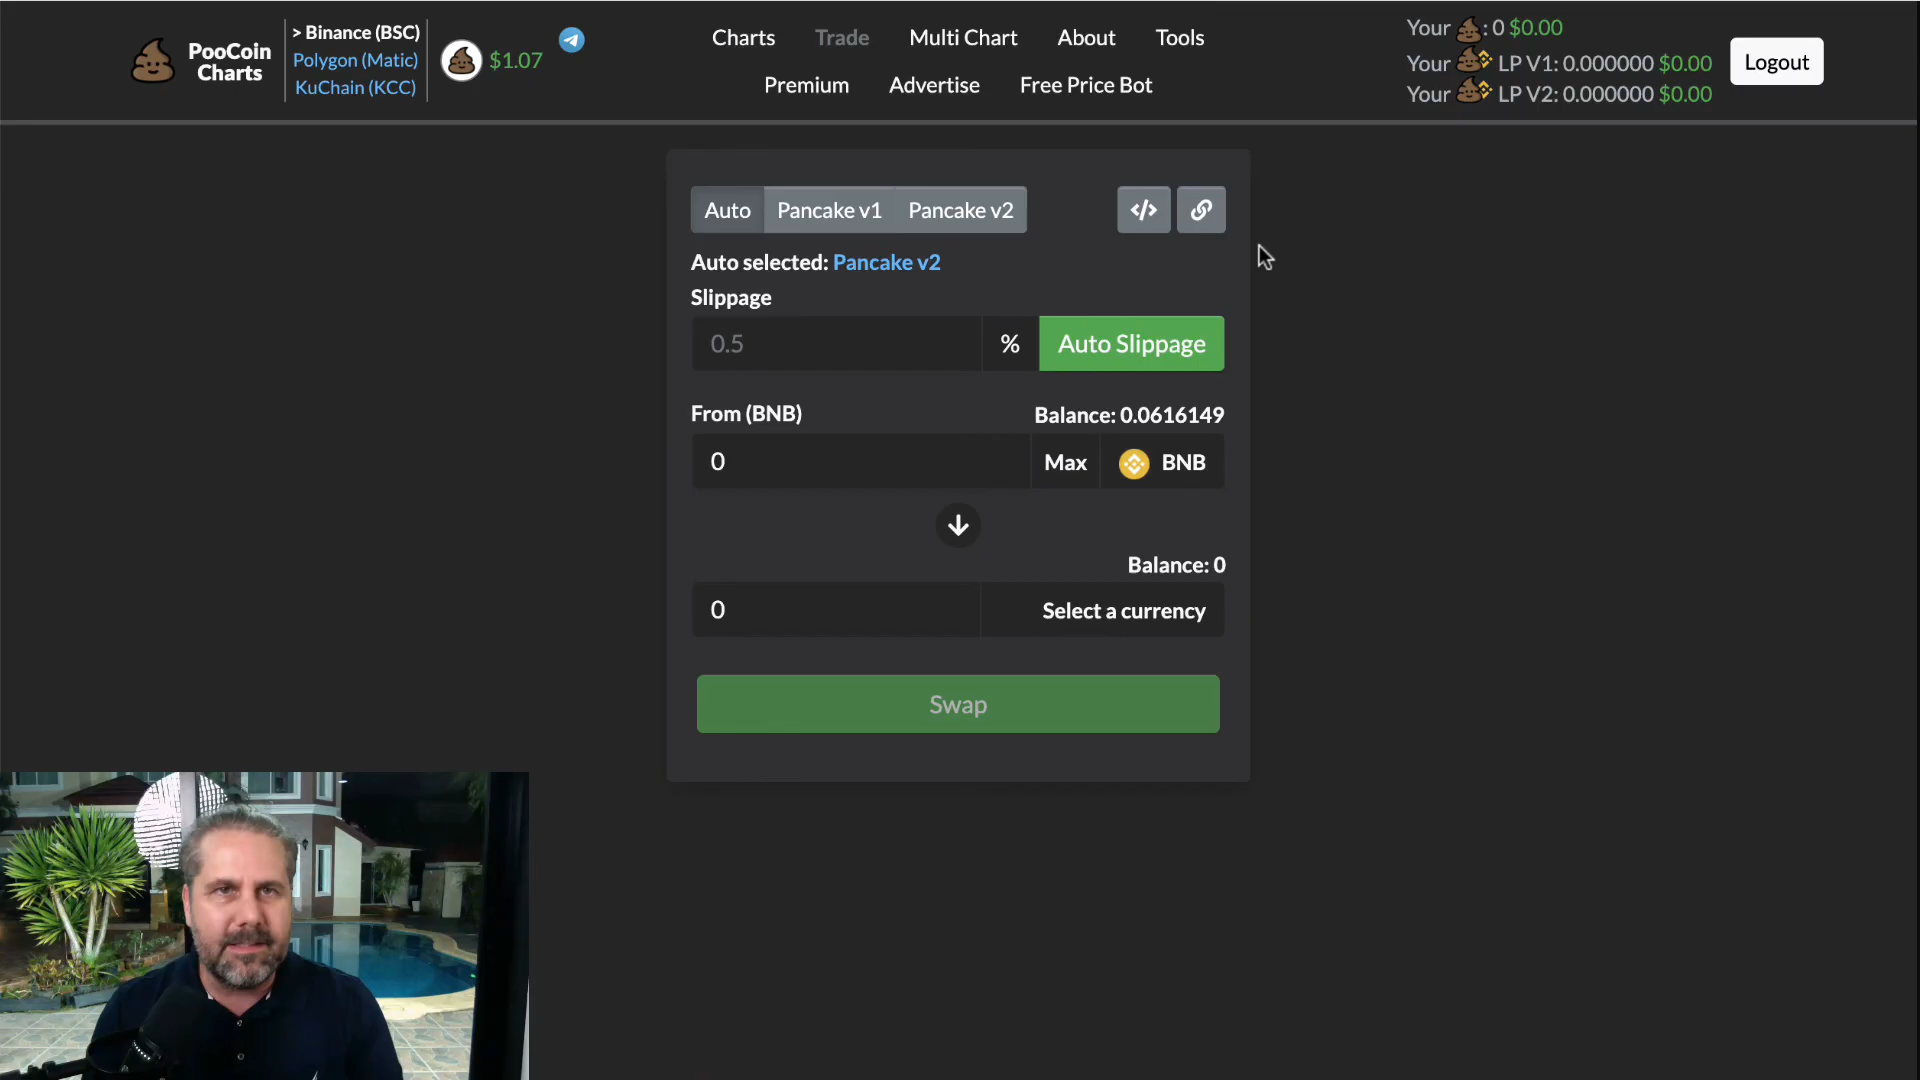 PooCoin
Charts
> Binance (BSC)
Polygon (Matic)
KuChain (KCC)
$1.07
Charts
Trade
Multi Chart
About
Tools
Premium
Advertise
Free Price Bot
Your : 0 $0.00
Your LP V1: 0.000000 $0.00
Your LP V2: 0.000000 $0.00
Logout
Auto
Pancake v1
Pancake v2
</>
Auto selected: Pancake v2
Slippage
0.5
%
Auto Slippage
From (BNB)
Balance: 0.0616149
0
Max
BNB
Balance: 0
0
Select a currency
Swap